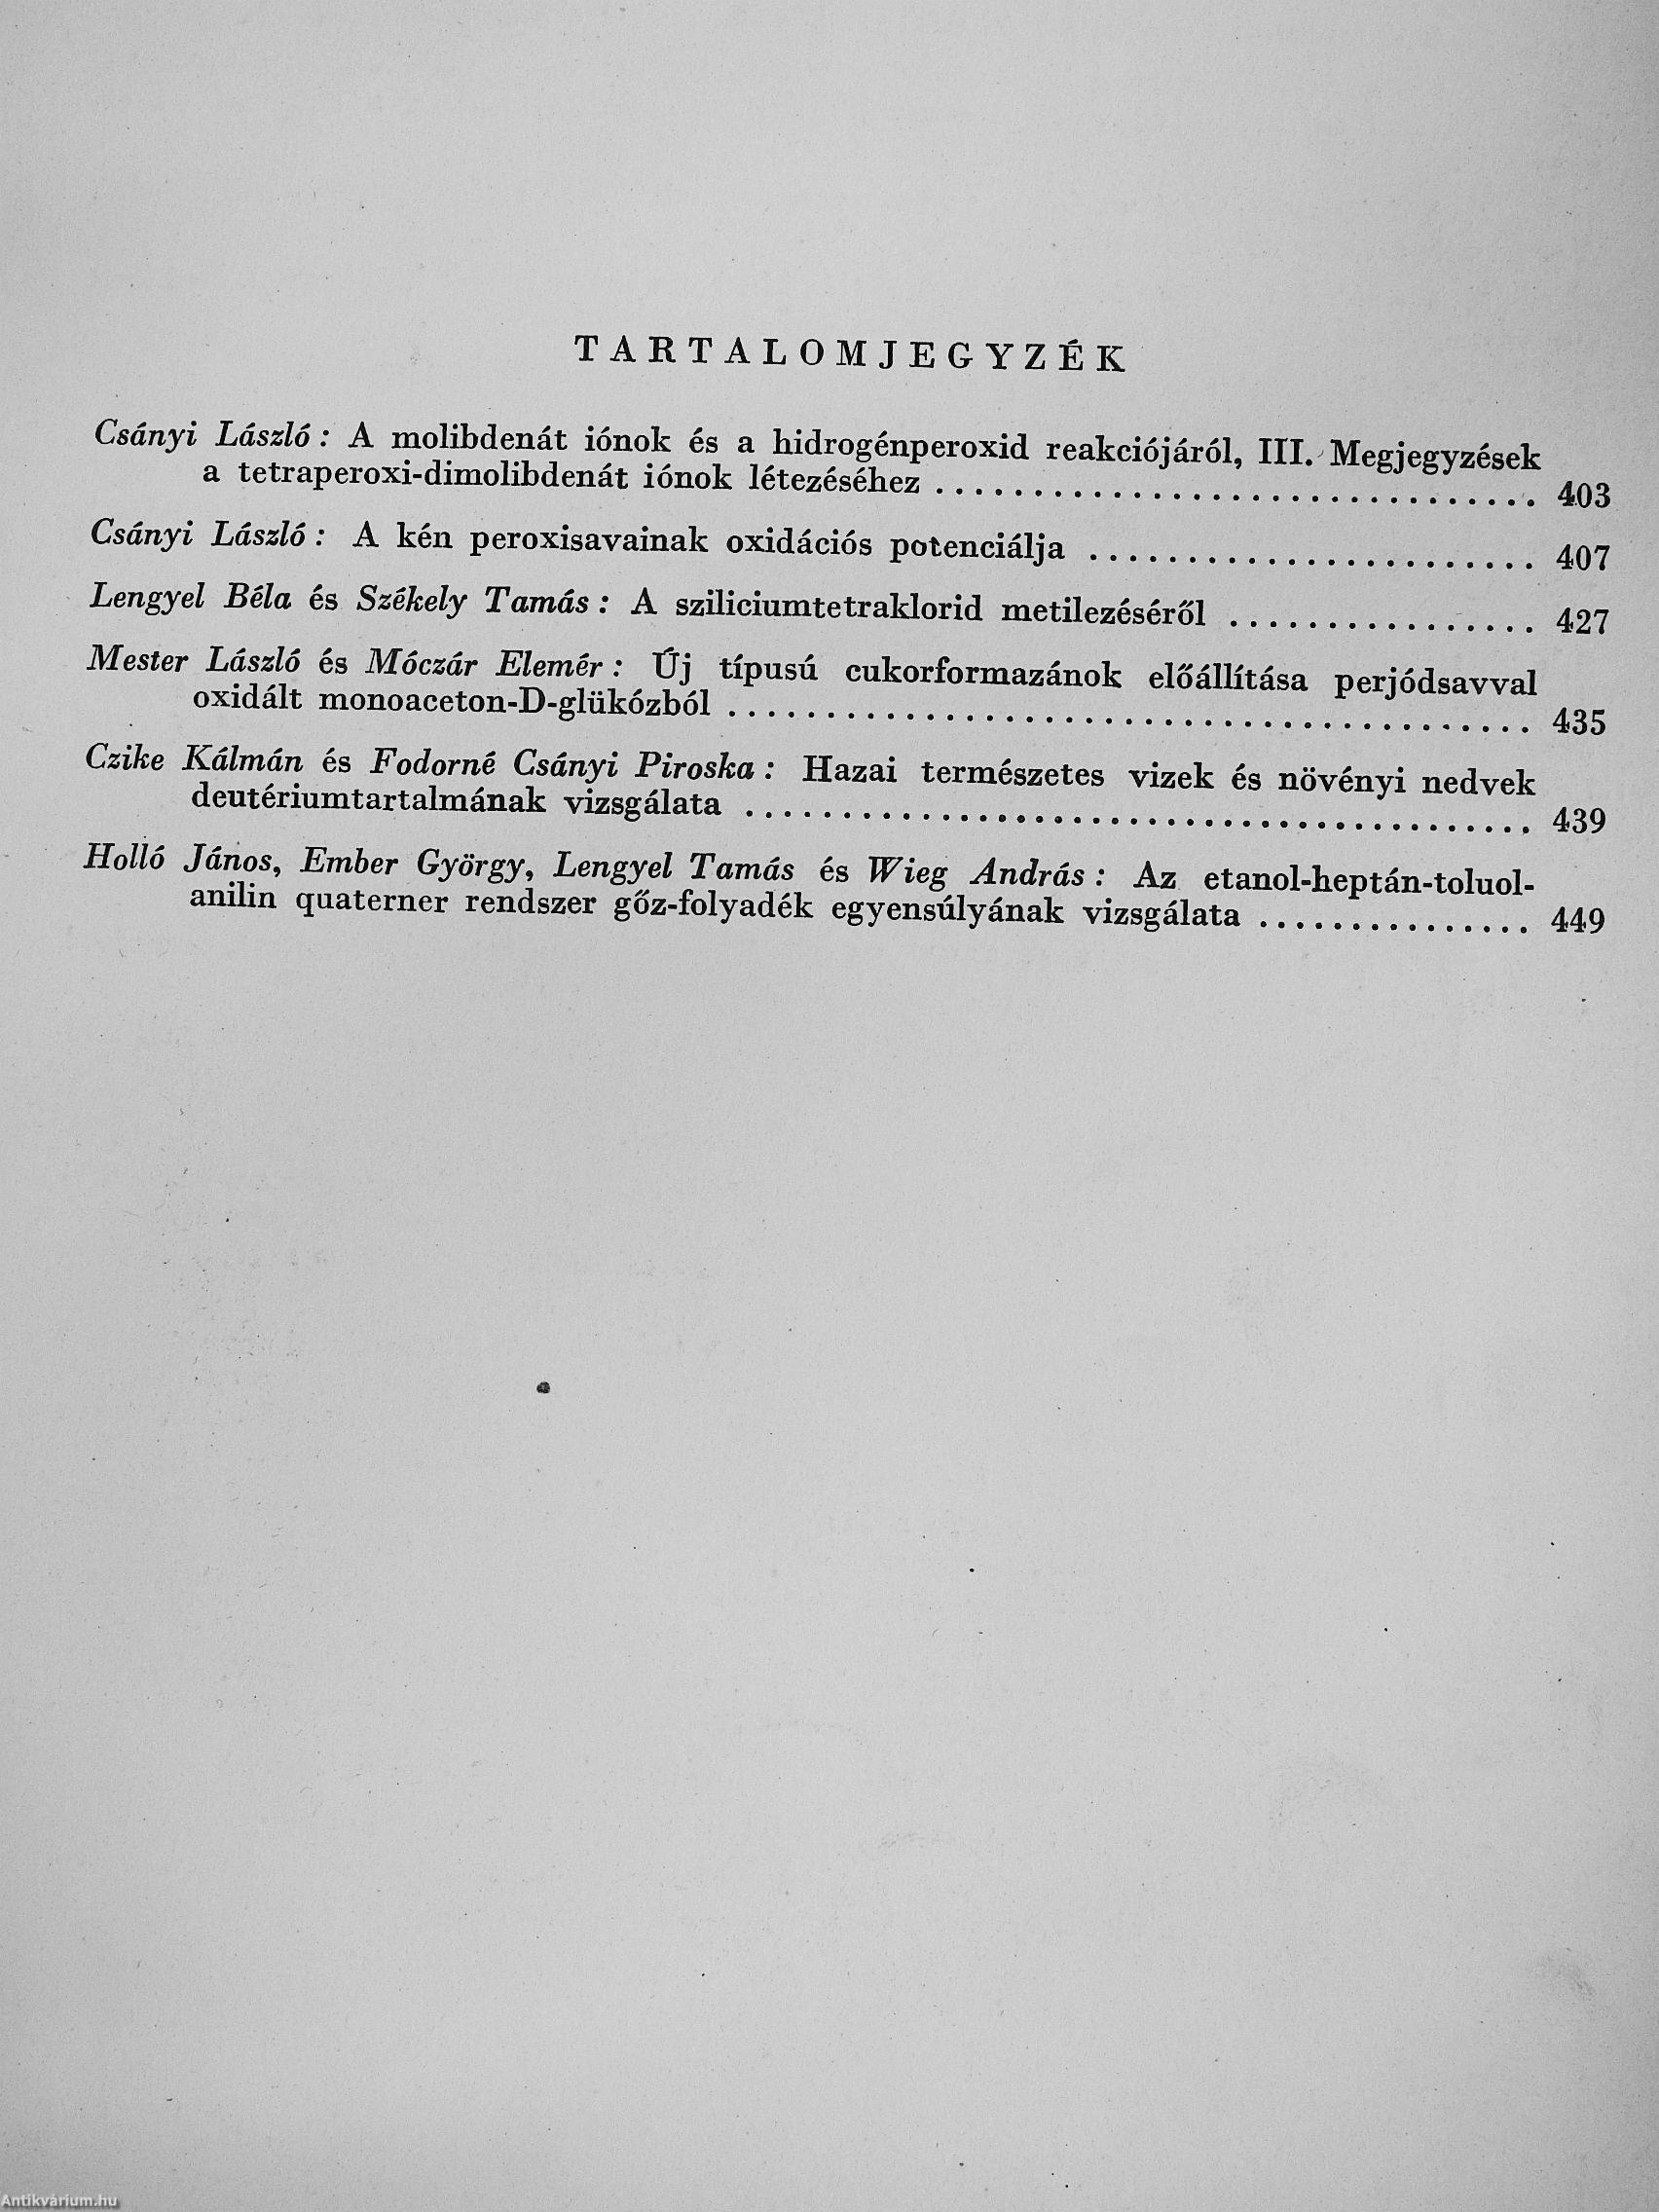 TARTALOMJEGYZÉK
Csányi László : A molibdenát iónok és a hidrogénperoxid reakciójáról, III. Megjegyzések
a tetraperoxi-dimolibdenát iónok létezéséhez ............................... 403
Csányi László : A kén peroxisavainak oxidációs potenciálja ....................... 407
Lengyel Béla és Székely Tamás : A sziliciumtetraklorid metilezéséről ................ 427
Mester László és Móczár Elemér : Új típusú cukorformazánok előállítása perjódsavval
oxidált monoaceton-D-glükózból ......................................... 435
Czike Kálmán és Fodorné Csányi Piroska : Hazai természetes vizek és növényi nedvek
deutériumtartalmának vizsgálata ........................................ 439
Holló János, Ember György, Lengyel Tamás és Wieg András : Az etanol-heptán-toluol-
anilin quaterner rendszer gőz-folyadék egyensúlyának vizsgálata .............. 449
Antikvárium.hu